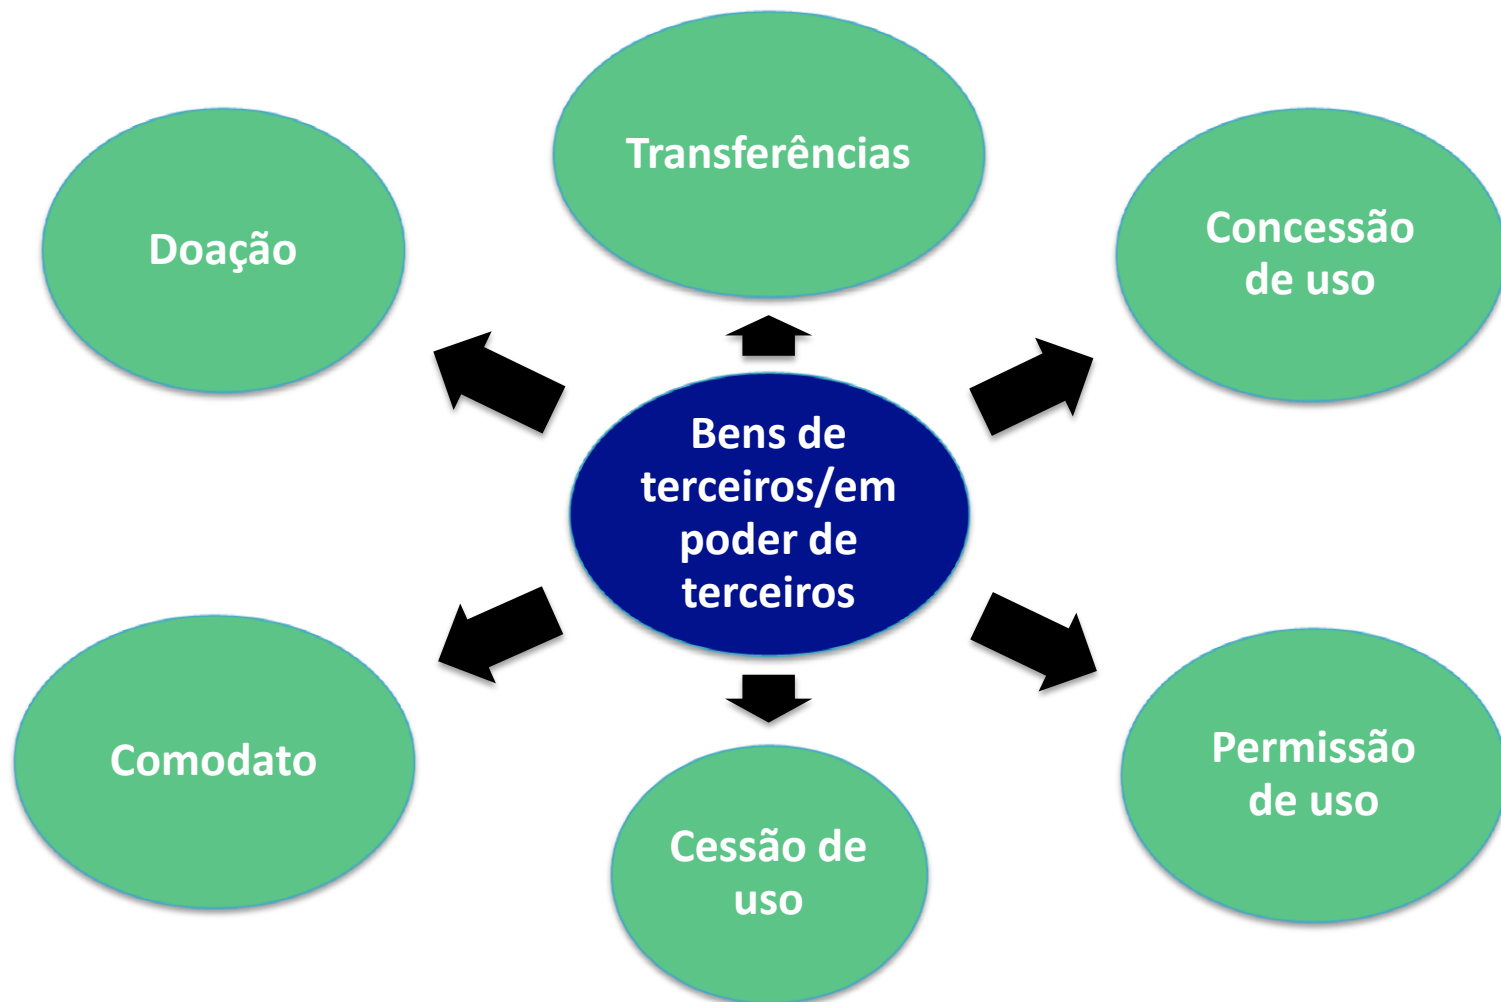 Transferências
Doação
Concessão
de uso
Bens de
terceiros/em
poder de
terceiros
Comodato
Permissão
de uso
Cessão de
uso